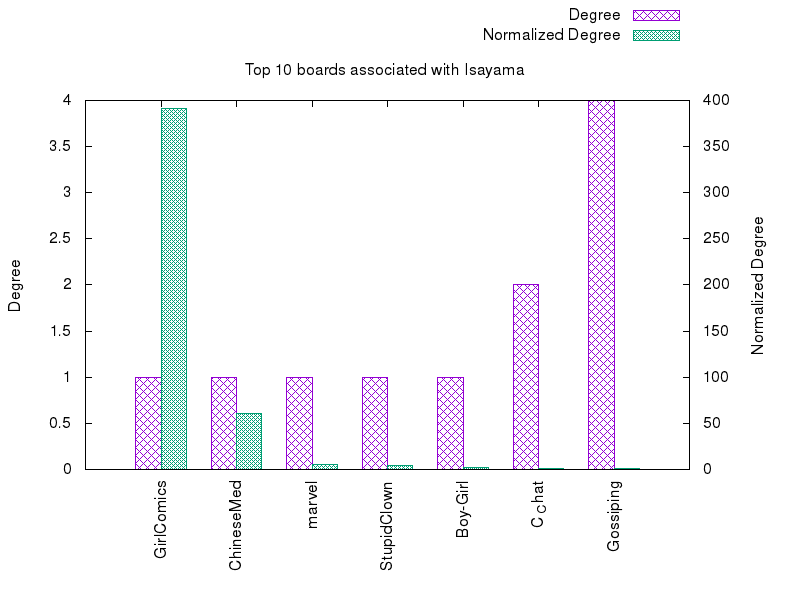 Degree
Normalized Degree
Top 10 boards associated with Isayama
4
3.5
3
2.5
2
1.5
1
0.5
0
400
350
300
250
200
150
100
50
0
Degree
Normalized Degree
GirlComics
ChineseMed
marvel
StupidClown
Boy-Girl
C_Chat
Gossiping